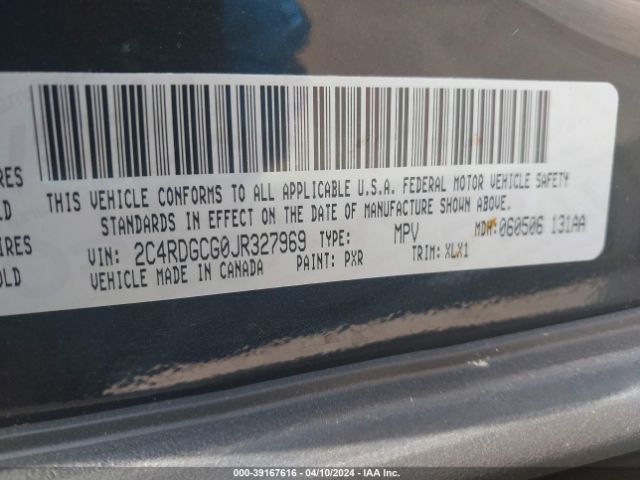 THIS VEHICLE CONFORMS TO ALL APPLICABLE U.S.A. FEDERAL MOTOR VEHICLE SAFETY
STANDARDS IN EFFECT ON THE DATE OF MANUFACTURE SHOWN ABOVE.
VIN: 2C4RDGCG0JR327969 TYPE: MPV MDH: 060506 131AA
VEHICLE MADE IN CANADA PAINT: PXR TRIM: XLX1
IRES
OLD
IRES
OLD
000-39167616 - 04/10/2024 - IAA Inc.